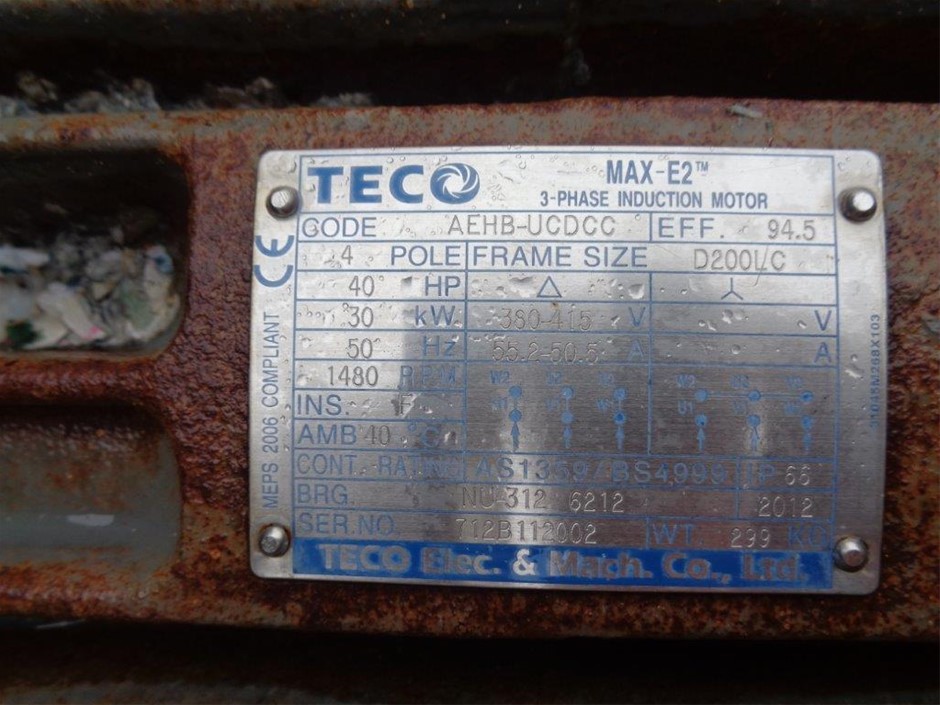 TECO
MAX-E2™
3-PHASE INDUCTION MOTOR
CODE AEHB-UCDCC EFF. 94.5
4 POLE FRAME SIZE D200L/C
40 HP △ 人
30 kW 380-415 V V
50 Hz 55.2-50.5 A A
1480 R.P.M
INS. F
AMB 40 °C
CONT. RATING AS1359/BS4999 IP 66
BRG. NU-312 6212 2012
SER.NO. 712B112002 WT. 299 KG
TECO Elec. & Mach. Co., Ltd.
CE
MEPS 2006 COMPLIANT